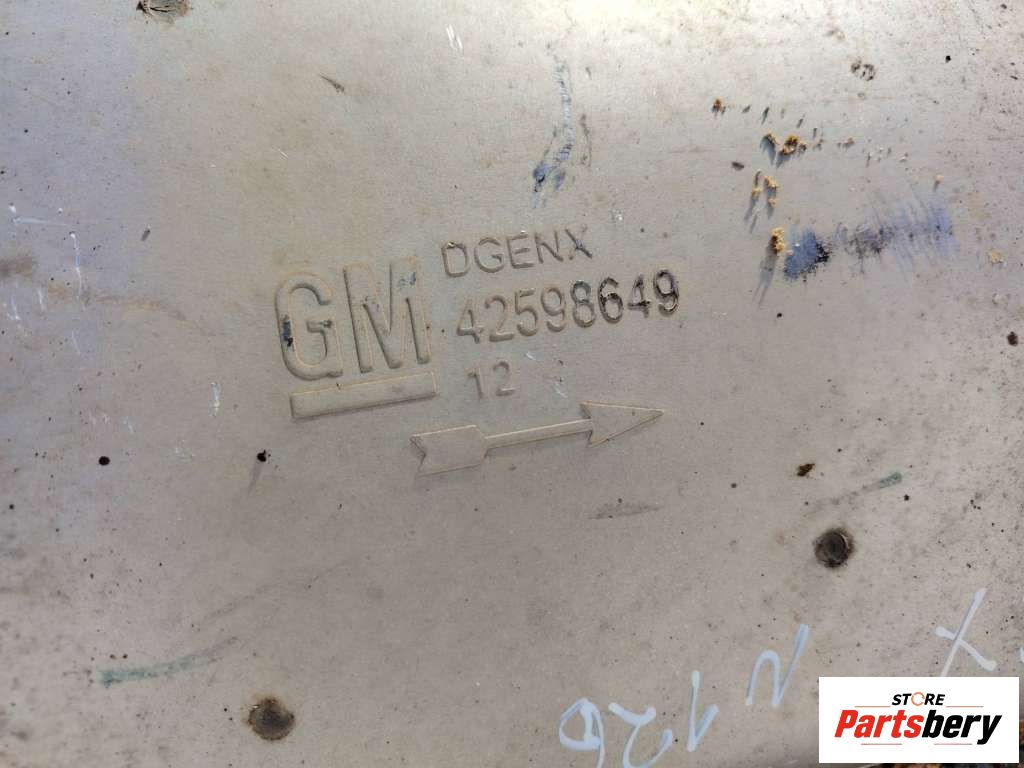 GM
DGENX
42598649
12
STORE
Partsbery